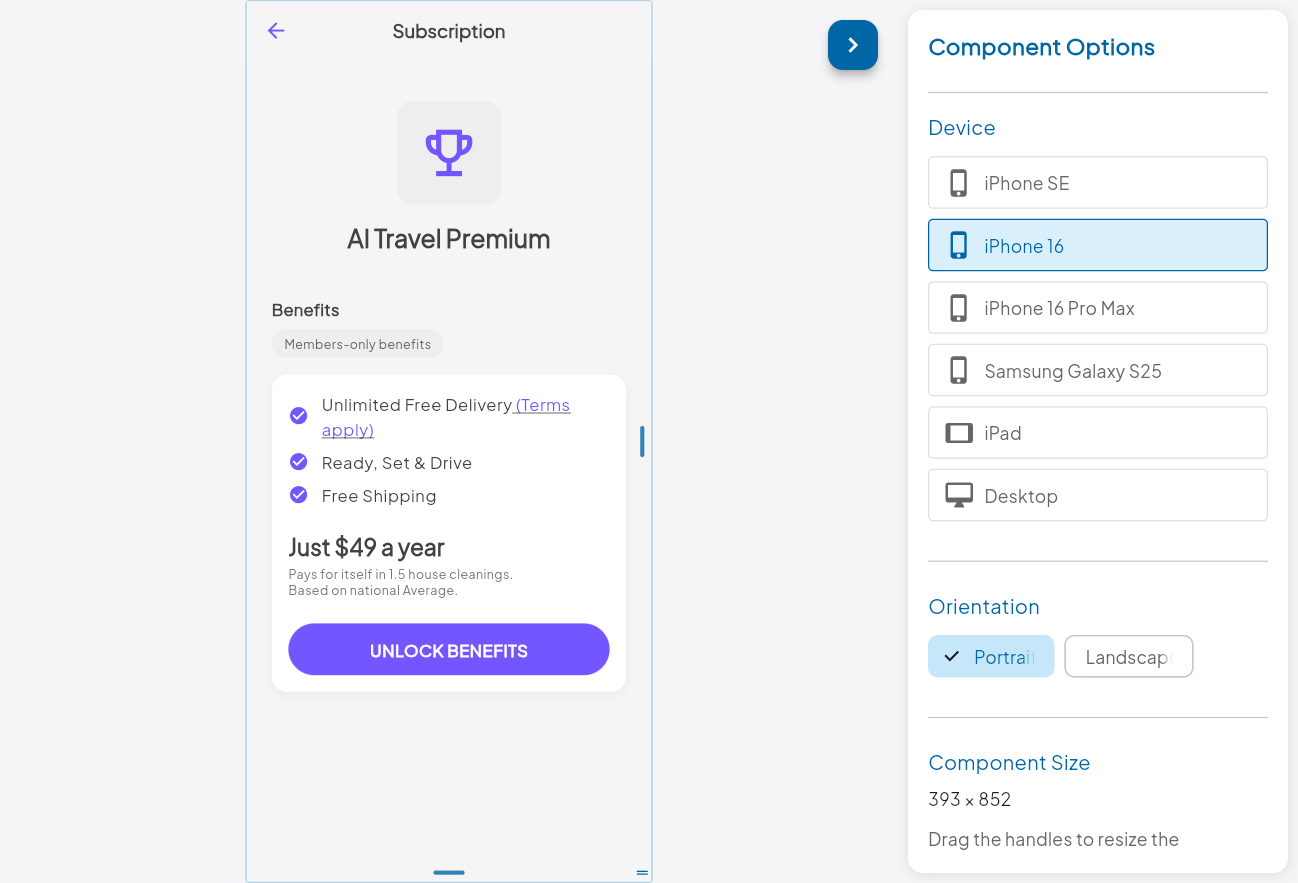 Subscription
AI Travel Premium
Benefits
Members-only benefits
Unlimited Free Delivery (Terms
apply)
Ready, Set & Drive
Free Shipping
Just $49 a year
Pays for itself in 1.5 house cleanings.
Based on national Average.
UNLOCK BENEFITS
Component Options
Device
iPhone SE
iPhone 16
iPhone 16 Pro Max
Samsung Galaxy S25
iPad
Desktop
Orientation
Portrait
Landscape
Component Size
393 × 852
Drag the handles to resize the